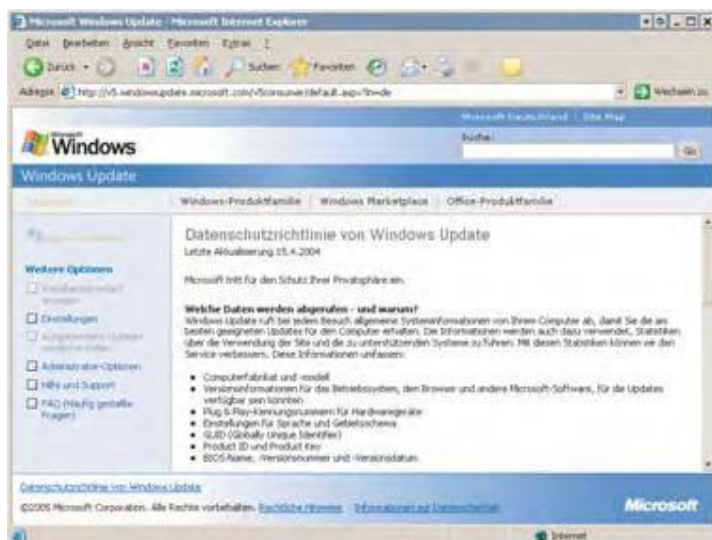 Microsoft Windows Update - Microsoft Internet Explorer
Datei Bearbeiten Ansicht Favoriten Extras ?
Zurück Suchen Favoriten
Adresse http://v5.windowsupdate.microsoft.com/v5consumer/default.aspx?ln=de Wechseln zu
Microsoft Deutschland | Site Map
Microsoft
Windows
Suche:
Go
Windows Update
Windows-Produktfamilie | Windows Marketplace | Office-Produktfamilie
Datenschutzrichtlinie von Windows Update
Letzte Aktualisierung 15.4.2004
Microsoft tritt für den Schutz Ihrer Privatsphäre ein.
Weitere Optionen
Einstellungen
Administrator-Optionen
Hilfe und Support
FAQ (Häufig gestellte
Fragen)
Welche Daten werden abgerufen - und warum?
Windows Update ruft bei jedem Besuch allgemeine Systeminformationen von Ihrem Computer ab, damit Sie die am
besten geeigneten Updates für den Computer erhalten. Die Informationen werden auch dazu verwendet, Statistiken
über die Verwendung der Site und die zu unterstützenden Systeme zu führen. Mit diesen Statistiken können wir den
Service verbessern. Diese Informationen umfassen:
• Computerfabrikat und -modell
• Versionsinformationen für das Betriebssystem, den Browser und andere Microsoft-Software, für die Updates
verfügbar sein könnten
• Plug & Play-Kennungsnummern für Hardwaregeräte
• Einstellungen für Sprache und Gebietsschema
• GUID (Globally Unique Identifier)
• Product ID und Product Key
• BIOS-Name, -Versionsnummer und -Versionsdatum
Datenschutzrichtlinie von Windows Update
©2005 Microsoft Corporation. Alle Rechte vorbehalten. Rechtliche Hinweise | Informationen zur Datensicherheit
Microsoft
Internet